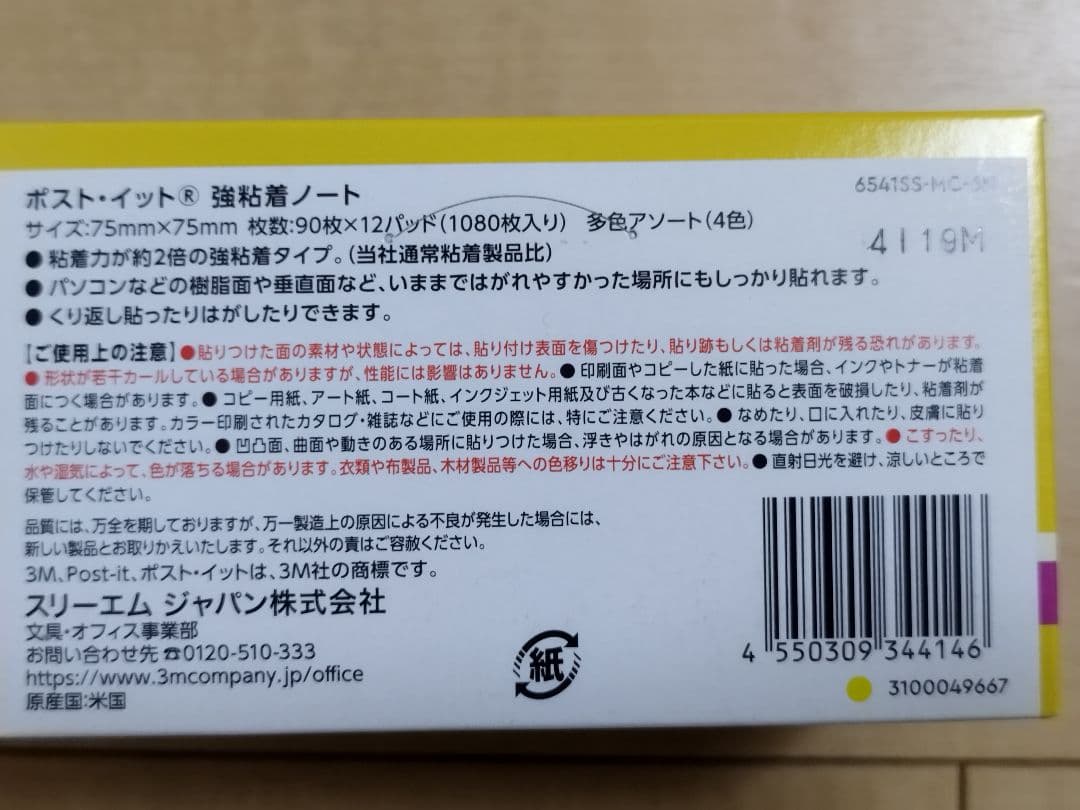 ポスト・イット® 強粘着ノート
6541SS-MC-
サイズ:75mm×75mm 枚数:90枚×12パッド(1080枚入り) 多色アソート(4色)
4119M
●粘着力が約2倍の強粘着タイプ。(当社通常粘着製品比)
●パソコンなどの樹脂面や垂直面など、いままではがれやすかった場所にもしっかり貼れます。
●くり返し貼ったりはがしたりできます。
【ご使用上の注意】●貼りつけた面の素材や状態によっては、貼り付け表面を傷つけたり、貼り跡もしくは粘着剤が残る恐れがあります。
●形状が若干カールしている場合がありますが、性能には影響はありません。●印刷面やコピーした紙に貼った場合、インクやトナーが粘着
面につく場合があります。●コピー用紙、アート紙、コート紙、インクジェット用紙及び古くなった本などに貼ると表面を破損したり、粘着剤が
残ることがあります。カラー印刷されたカタログ・雑誌などにご使用の際には、特にご注意ください。●なめたり、口に入れたり、皮膚に貼り
つけたりしないでください。●凹凸面、曲面や動きのある場所に貼りつけた場合、浮きやはがれの原因となる場合があります。●こすったり、
水や湿気によって、色が落ちる場合があります。衣類や布製品、木材製品等への色移りは十分にご注意下さい。●直射日光を避け、涼しいところで
保管してください。
品質には、万全を期しておりますが、万一製造上の原因による不良が発生した場合には、
新しい製品とお取りかえいたします。それ以外の責はご容赦ください。
3M、Post-it、ポスト・イットは、3M社の商標です。
スリーエム ジャパン株式会社
文具・オフィス事業部
お問い合わせ先 ☎0120-510-333
https://www.3mcompany.jp/office
原産国:米国
紙
4 550309 344146
3100049667